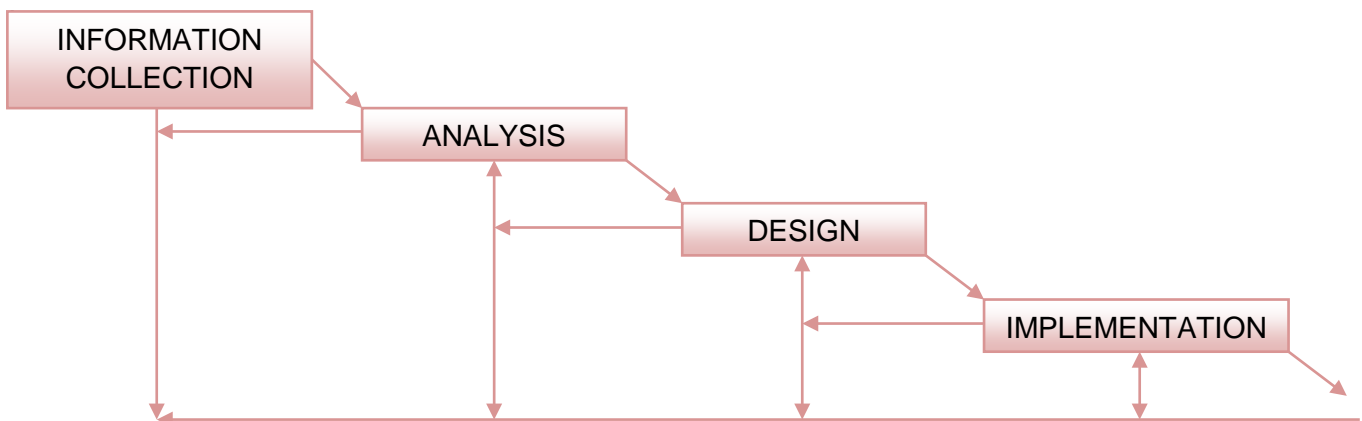 INFORMATION
COLLECTION
ANALYSIS
DESIGN
IMPLEMENTATION